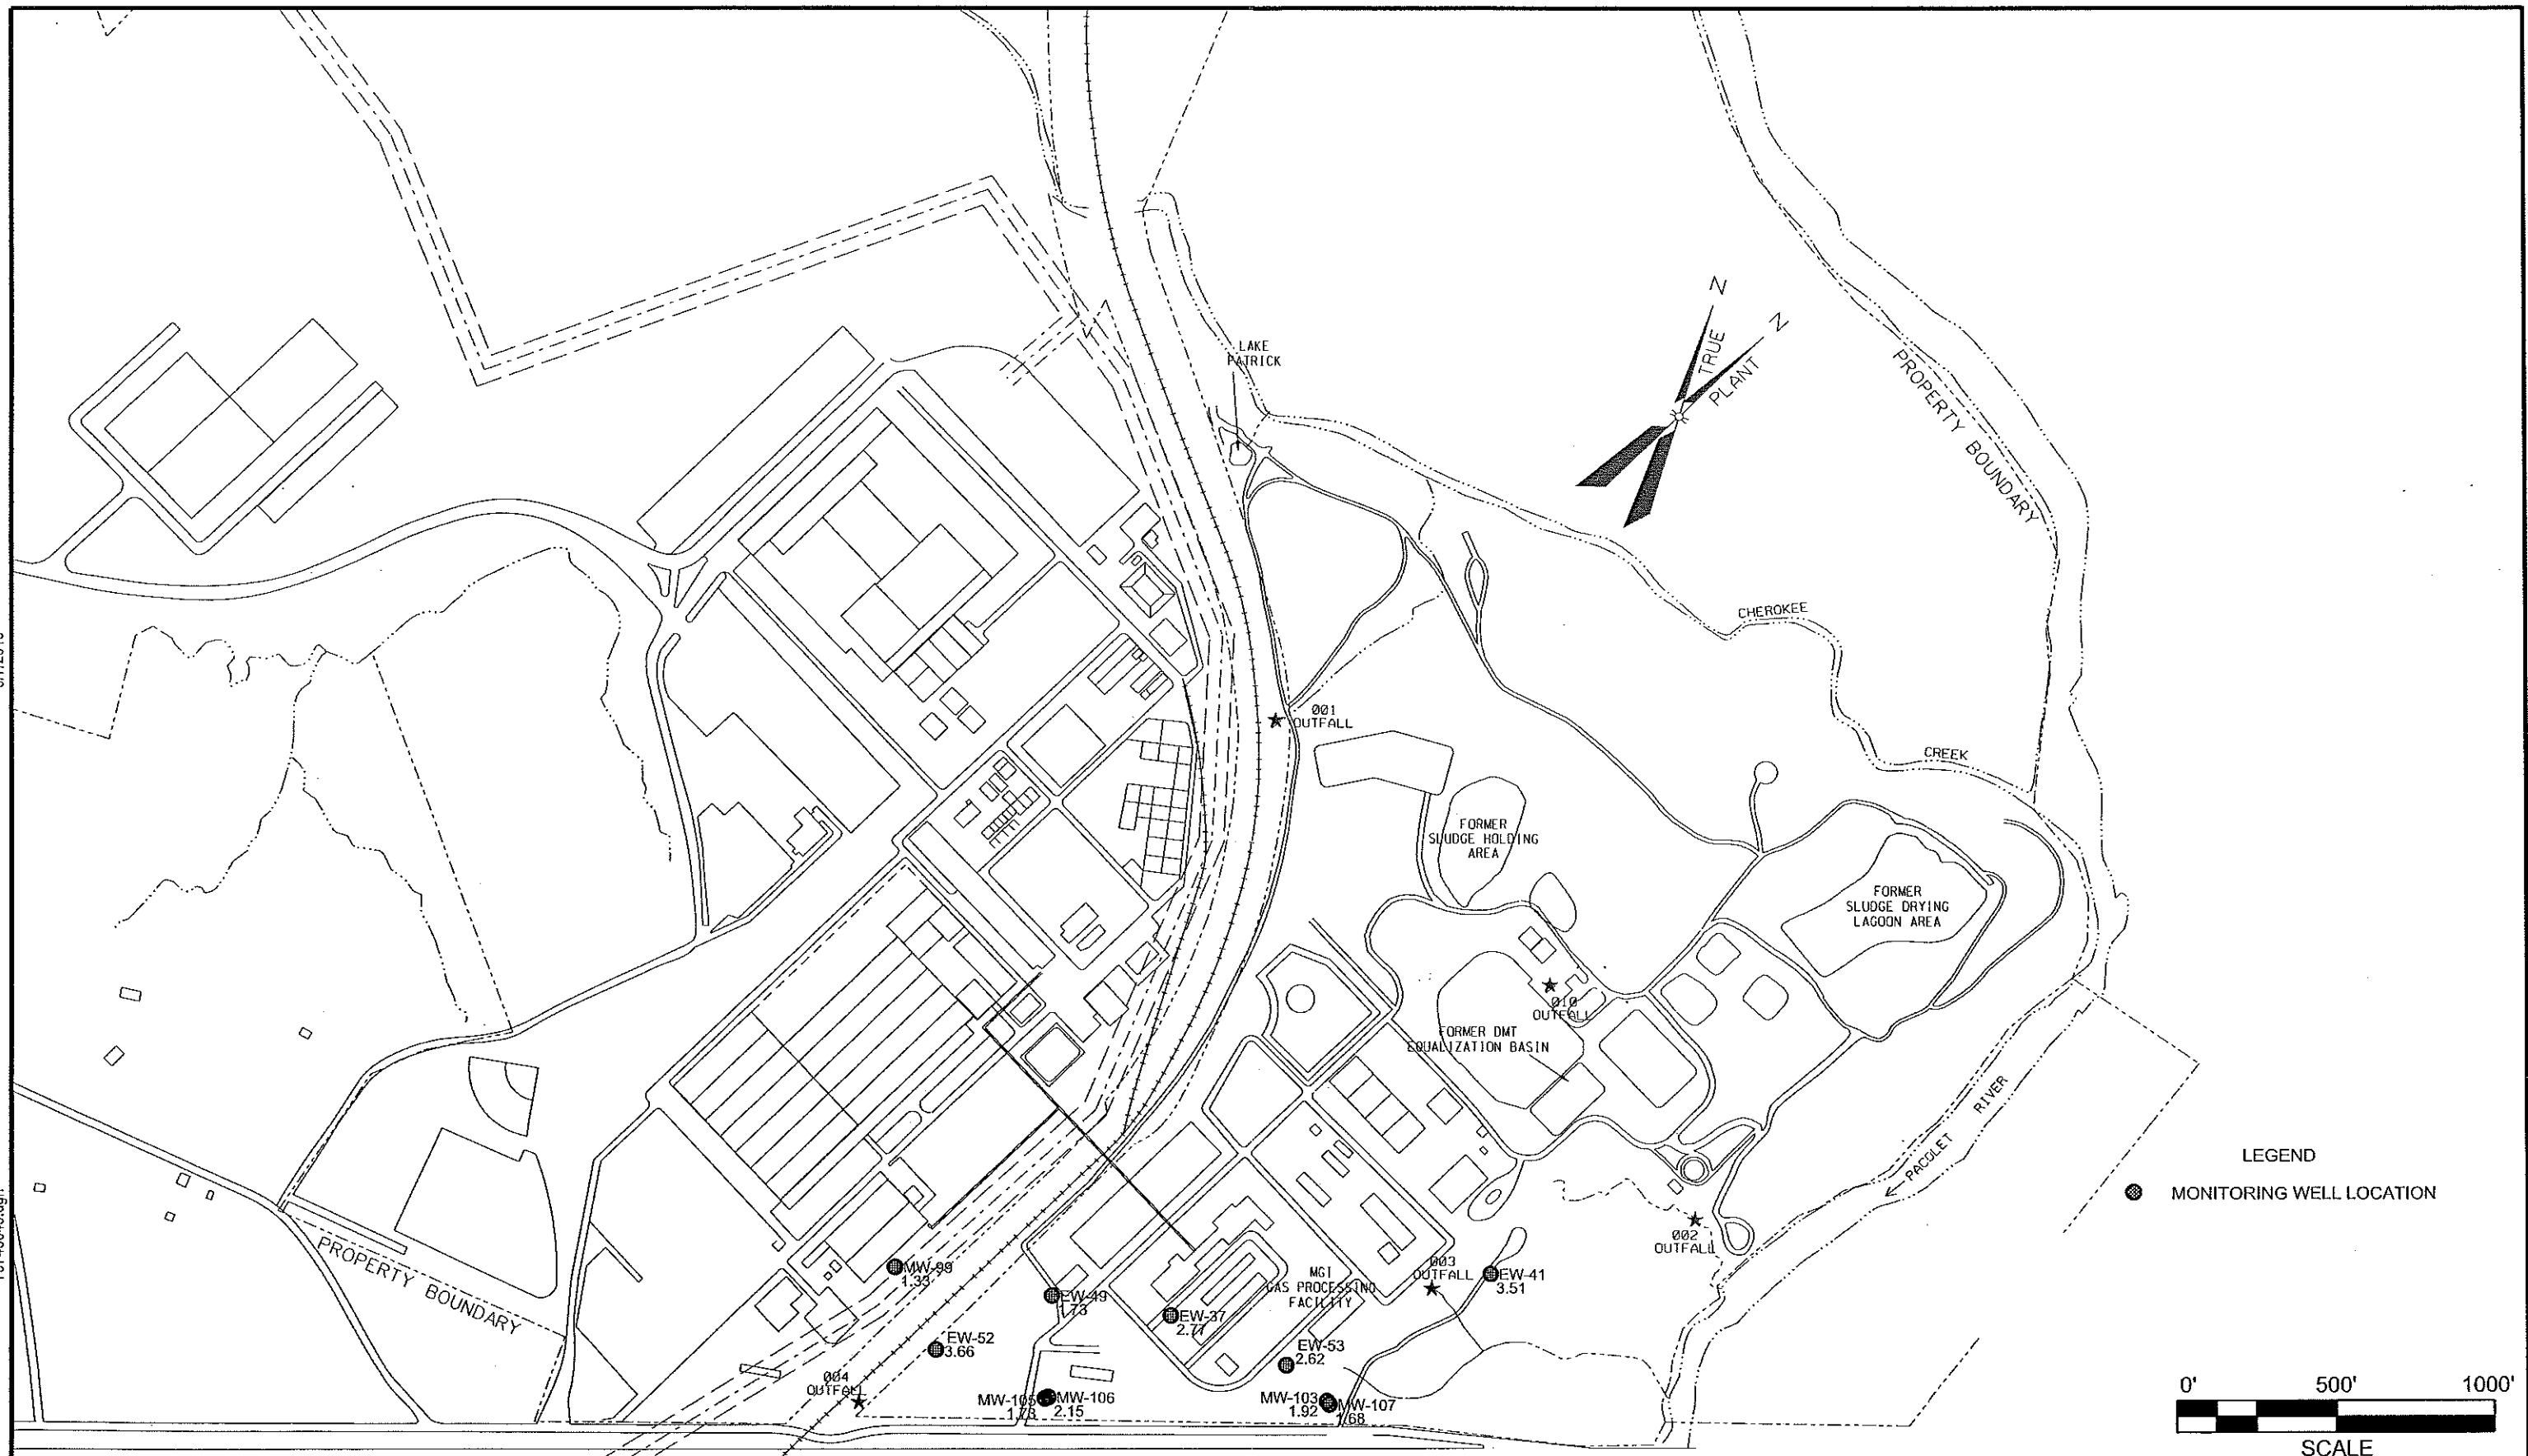 LAKE
PATRICK
N
TRUE
N
PLANT
PROPERTY BOUNDARY
CHEROKEE
001
OUTFALL
CREEK
FORMER
SLUDGE HOLDING
AREA
FORMER
SLUDGE DRYING
LAGOON AREA
010
OUTFALL
FORMER DMT
EQUALIZATION BASIN
RIVER
PACOLET
LEGEND
MONITORING WELL LOCATION
PROPERTY BOUNDARY
002
OUTFALL
003
OUTFALL
EW-41
3.51
MGI
GAS PROCESSING
FACILITY
MW-99
1.33
EW-49
1.73
EW-37
2.77
EW-52
3.66
EW-53
2.62
004
OUTFALL
MW-105
1.73
MW-106
2.15
MW-103
1.92
MW-107
1.68
0' 500' 1000'
SCALE